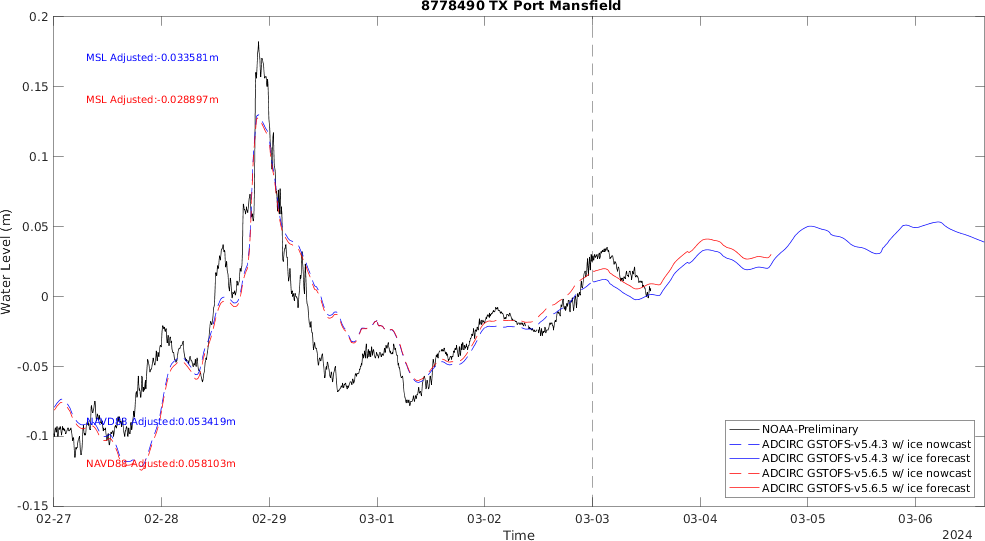 8778490 TX Port Mansfield
0.2
0.15
0.1
0.05
0
-0.05
-0.1
-0.15
Water Level (m)
MSL Adjusted:-0.033581m
MSL Adjusted:-0.028897m
NAVD88 Adjusted:0.053419m
NAVD88 Adjusted:0.058103m
NOAA-Preliminary
ADCIRC GSTOFS-v5.4.3 w/ ice nowcast
ADCIRC GSTOFS-v5.4.3 w/ ice forecast
ADCIRC GSTOFS-v5.6.5 w/ ice nowcast
ADCIRC GSTOFS-v5.6.5 w/ ice forecast
02-27 02-28 02-29 03-01 03-02 03-03 03-04 03-05 03-06
Time
2024